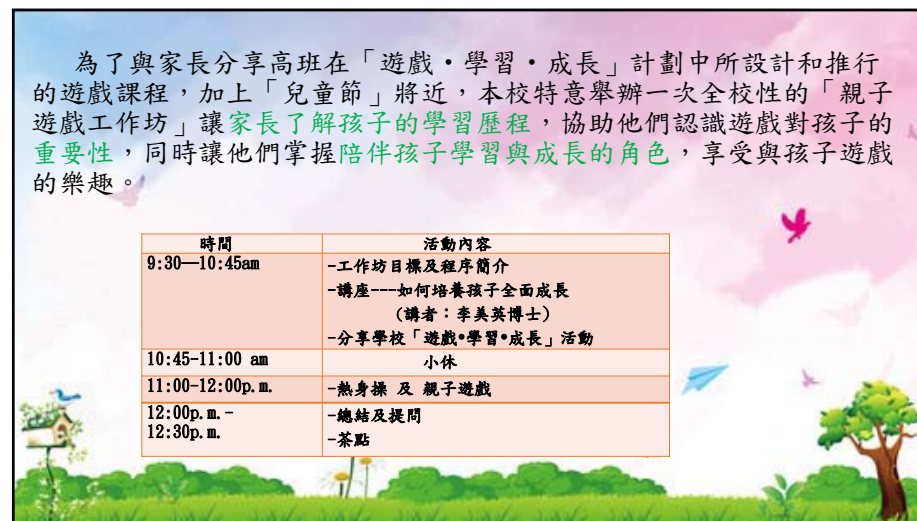 為了與家長分享高班在「遊戲•學習•成長」計劃中所設計和推行
的遊戲課程，加上「兒童節」將近，本校特意舉辦一次全校性的「親子
遊戲工作坊」讓家長了解孩子的學習歷程，協助他們認識遊戲對孩子的
重要性，同時讓他們掌握陪伴孩子學習與成長的角色，享受與孩子遊戲
的樂趣。
時間 活動內容
9:30—10:45am -工作坊目標及程序簡介
-講座---如何培養孩子全面成長
(講者：李美英博士)
-分享學校「遊戲•學習•成長」活動
10:45-11:00 am 小休
11:00-12:00p.m. -熱身操 及 親子遊戲
12:00p.m.- -總結及提問
12:30p.m. -茶點